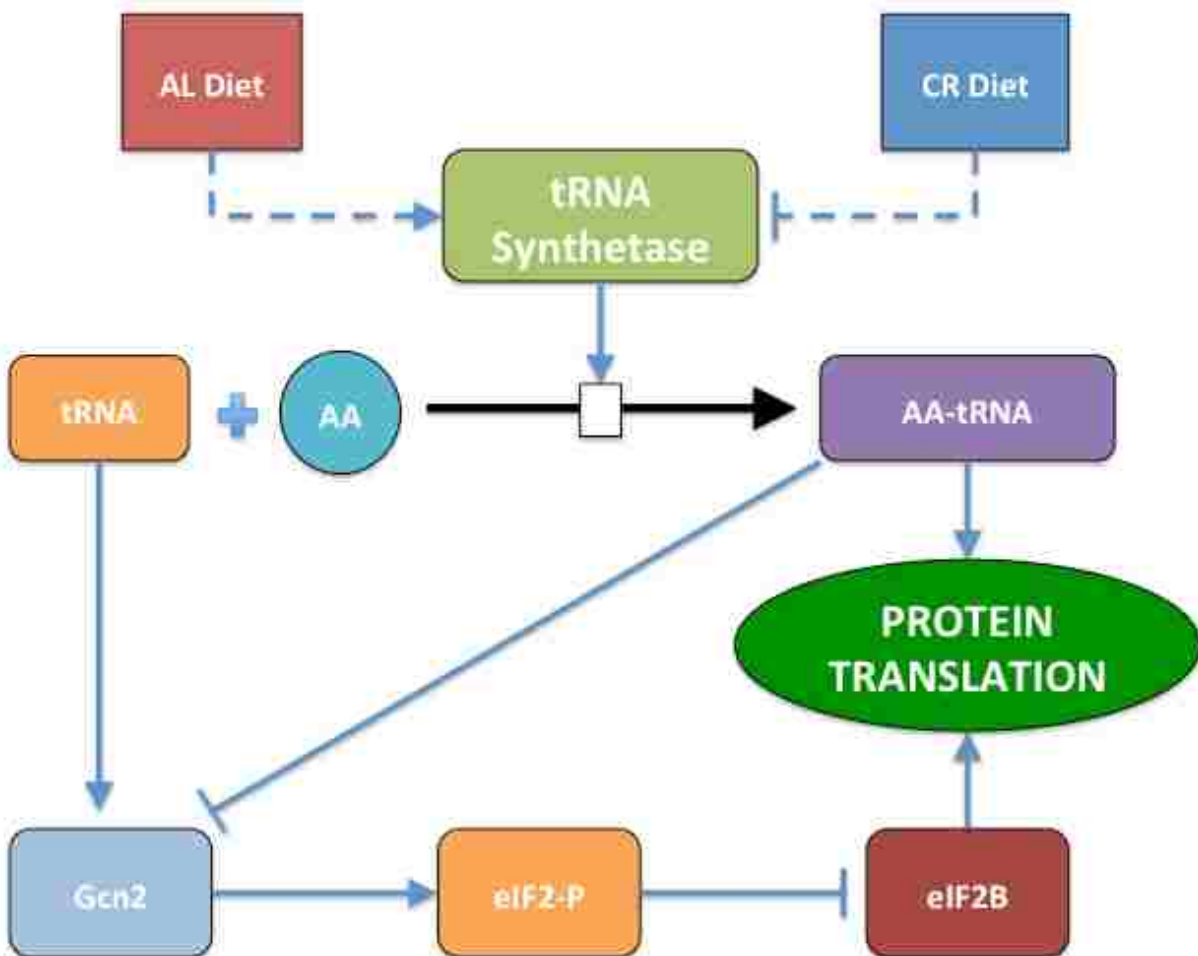 AL Diet
CR Diet
tRNA
Synthetase
tRNA
AA
AA-tRNA
PROTEIN
TRANSLATION
Gcn2
eIF2-P
eIF2B